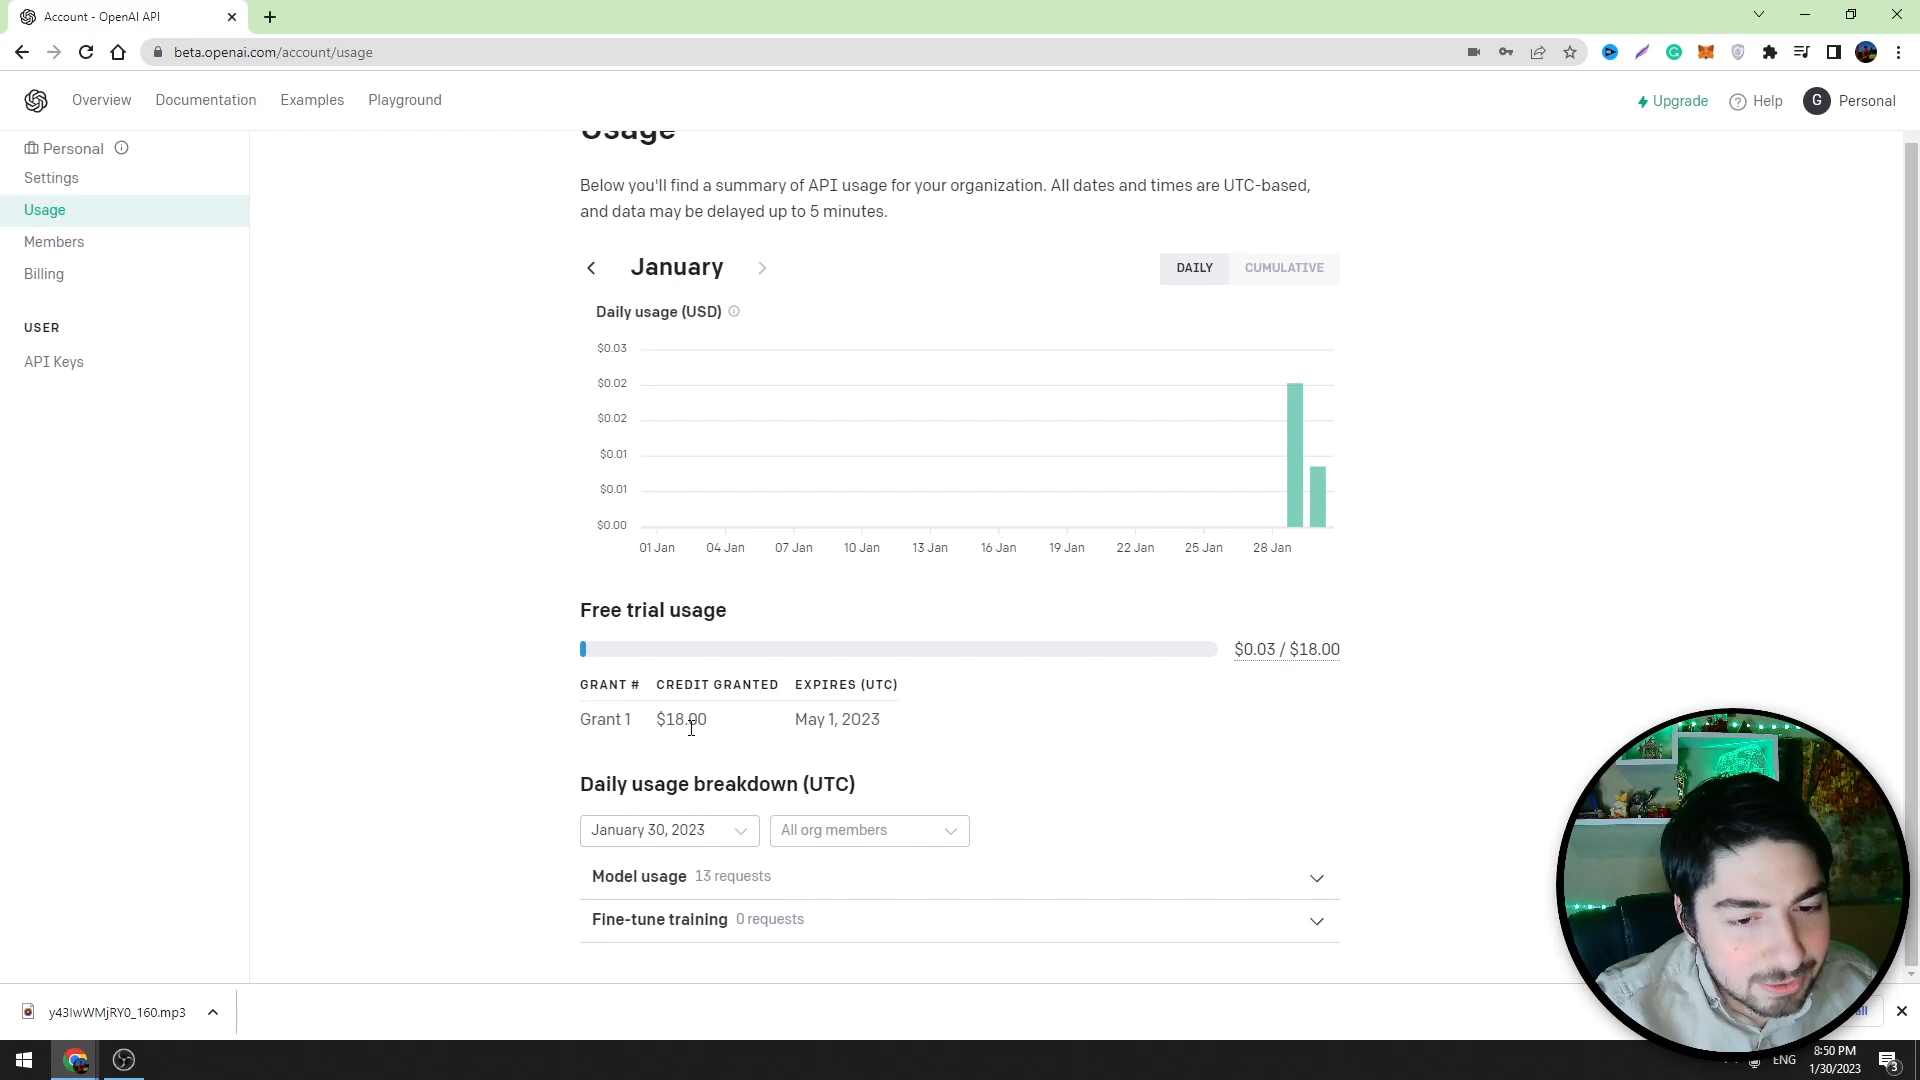 Account - OpenAI API
beta.openai.com/account/usage
Overview Documentation Examples Playground
Upgrade Help G Personal
Personal
Settings
Usage
Members
Billing
USER
API Keys
Usage
Below you'll find a summary of API usage for your organization. All dates and times are UTC-based,
and data may be delayed up to 5 minutes.
January
DAILY CUMULATIVE
Daily usage (USD)
$0.03
$0.02
$0.02
$0.01
$0.01
$0.00
01 Jan 04 Jan 07 Jan 10 Jan 13 Jan 16 Jan 19 Jan 22 Jan 25 Jan 28 Jan
Free trial usage
$0.03 / $18.00
GRANT # CREDIT GRANTED EXPIRES (UTC)
Grant 1 $18.00 May 1, 2023
Daily usage breakdown (UTC)
January 30, 2023 All org members
Model usage 13 requests
Fine-tune training 0 requests
y43IwWMjRY0_160.mp3
ENG
8:50 PM
1/30/2023
3